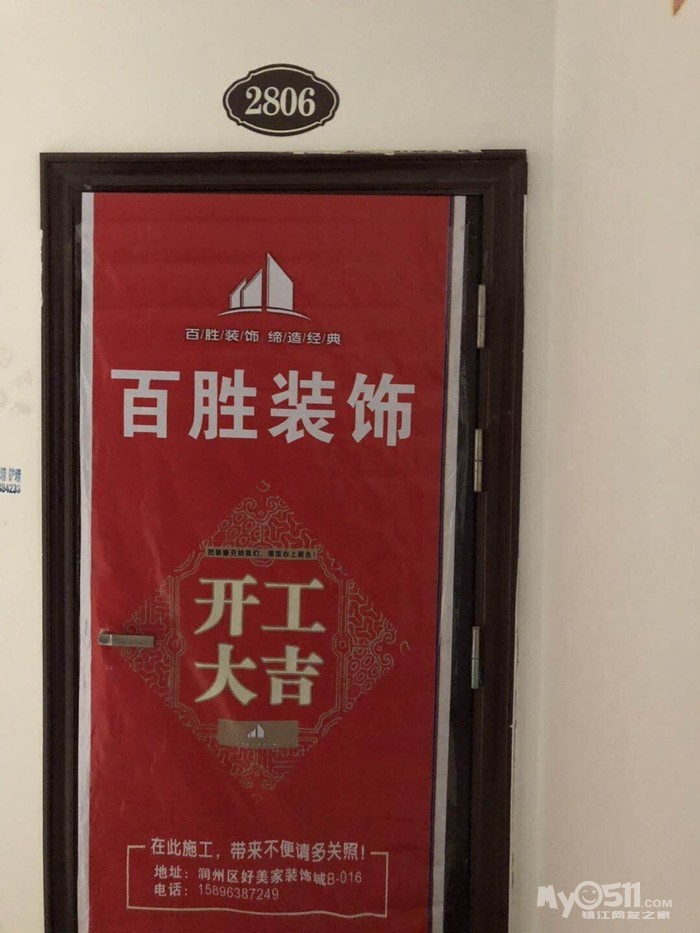 2806
百/胜/装/饰 缔/造/经/典
百胜装饰
开工
大吉
在此施工，带来不便请多关照！
地址：润州区好美家装饰城B-016
电话：15896387249
84233
My0511.com
镇江网友之家